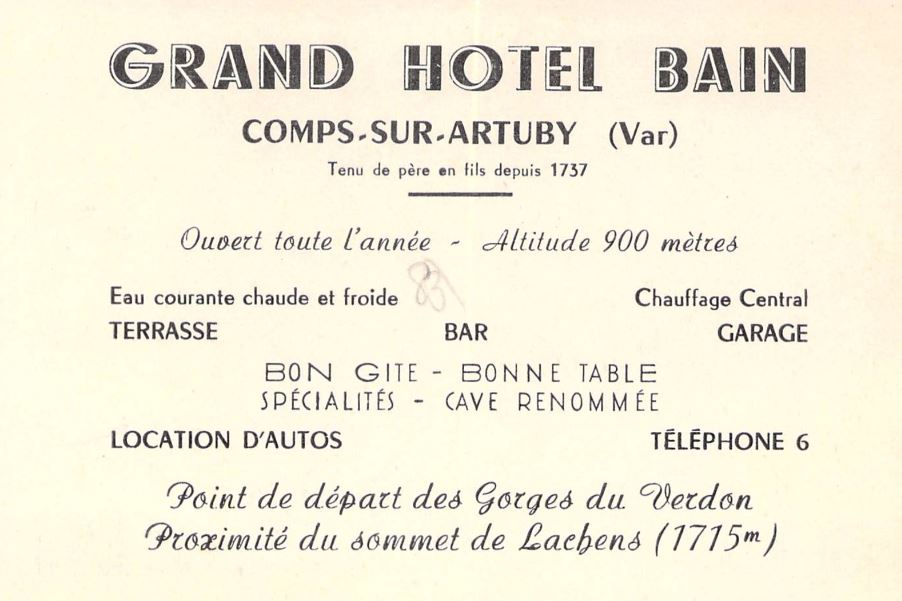 GRAND HOTEL BAIN
COMPS-SUR-ARTUBY (Var)
Tenu de père en fils depuis 1737
Ouvert toute l'année - Altitude 900 mètres
Eau courante chaude et froide 83 Chauffage Central
TERRASSE BAR GARAGE
BON GITE - BONNE TABLE
SPÉCIALITÉS - CAVE RENOMMÉE
LOCATION D'AUTOS TÉLÉPHONE 6
Point de départ des Gorges du Verdon
Proximité du sommet de Lachens (1715m)